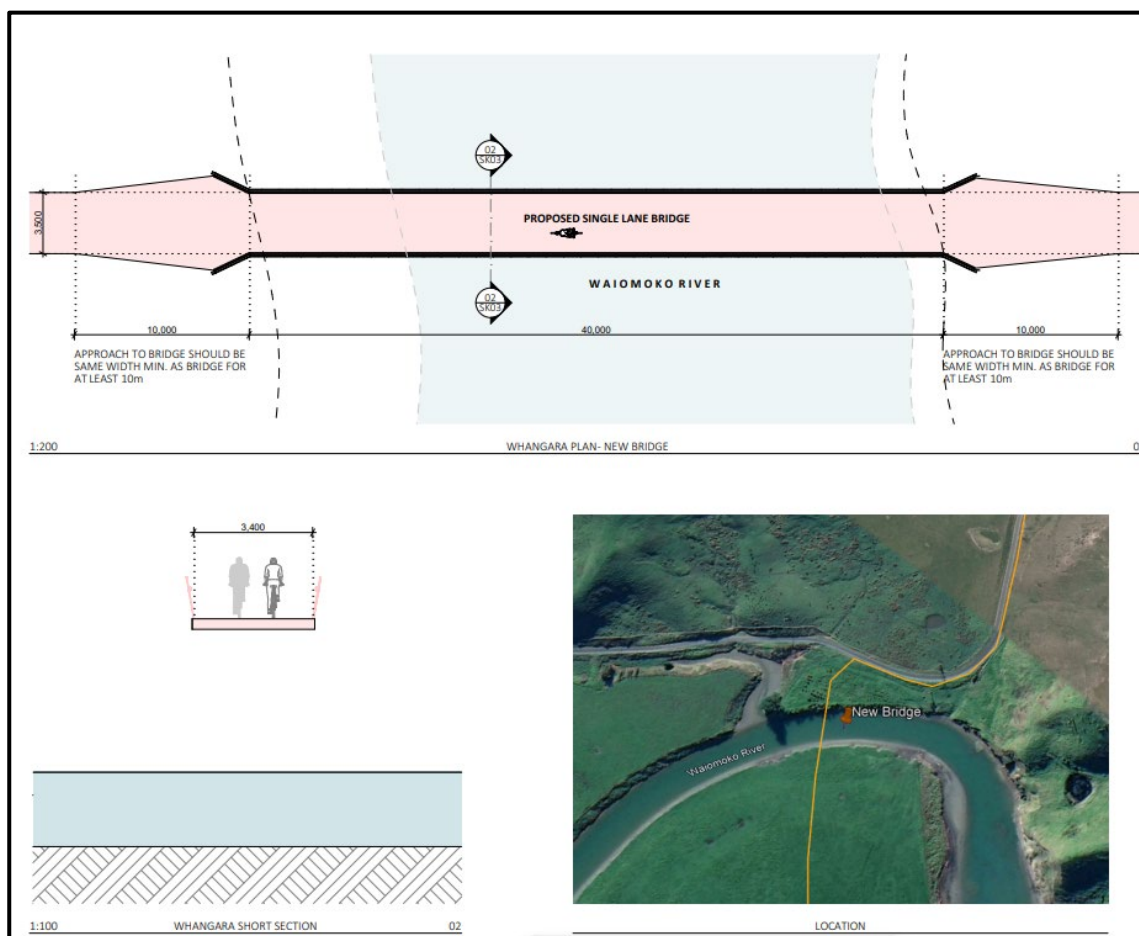 02
SK03
3,500
PROPOSED SINGLE LANE BRIDGE
WAIOMOKO RIVER
02
SK03
10,000
40,000
10,000
APPROACH TO BRIDGE SHOULD BE
SAME WIDTH MIN. AS BRIDGE FOR
AT LEAST 10m
APPROACH TO BRIDGE SHOULD BE
SAME WIDTH MIN. AS BRIDGE FOR
AT LEAST 10m
1:200
WHANGARA PLAN- NEW BRIDGE
3,400
New Bridge
Waiomoko River
1:100
WHANGARA SHORT SECTION
02
LOCATION